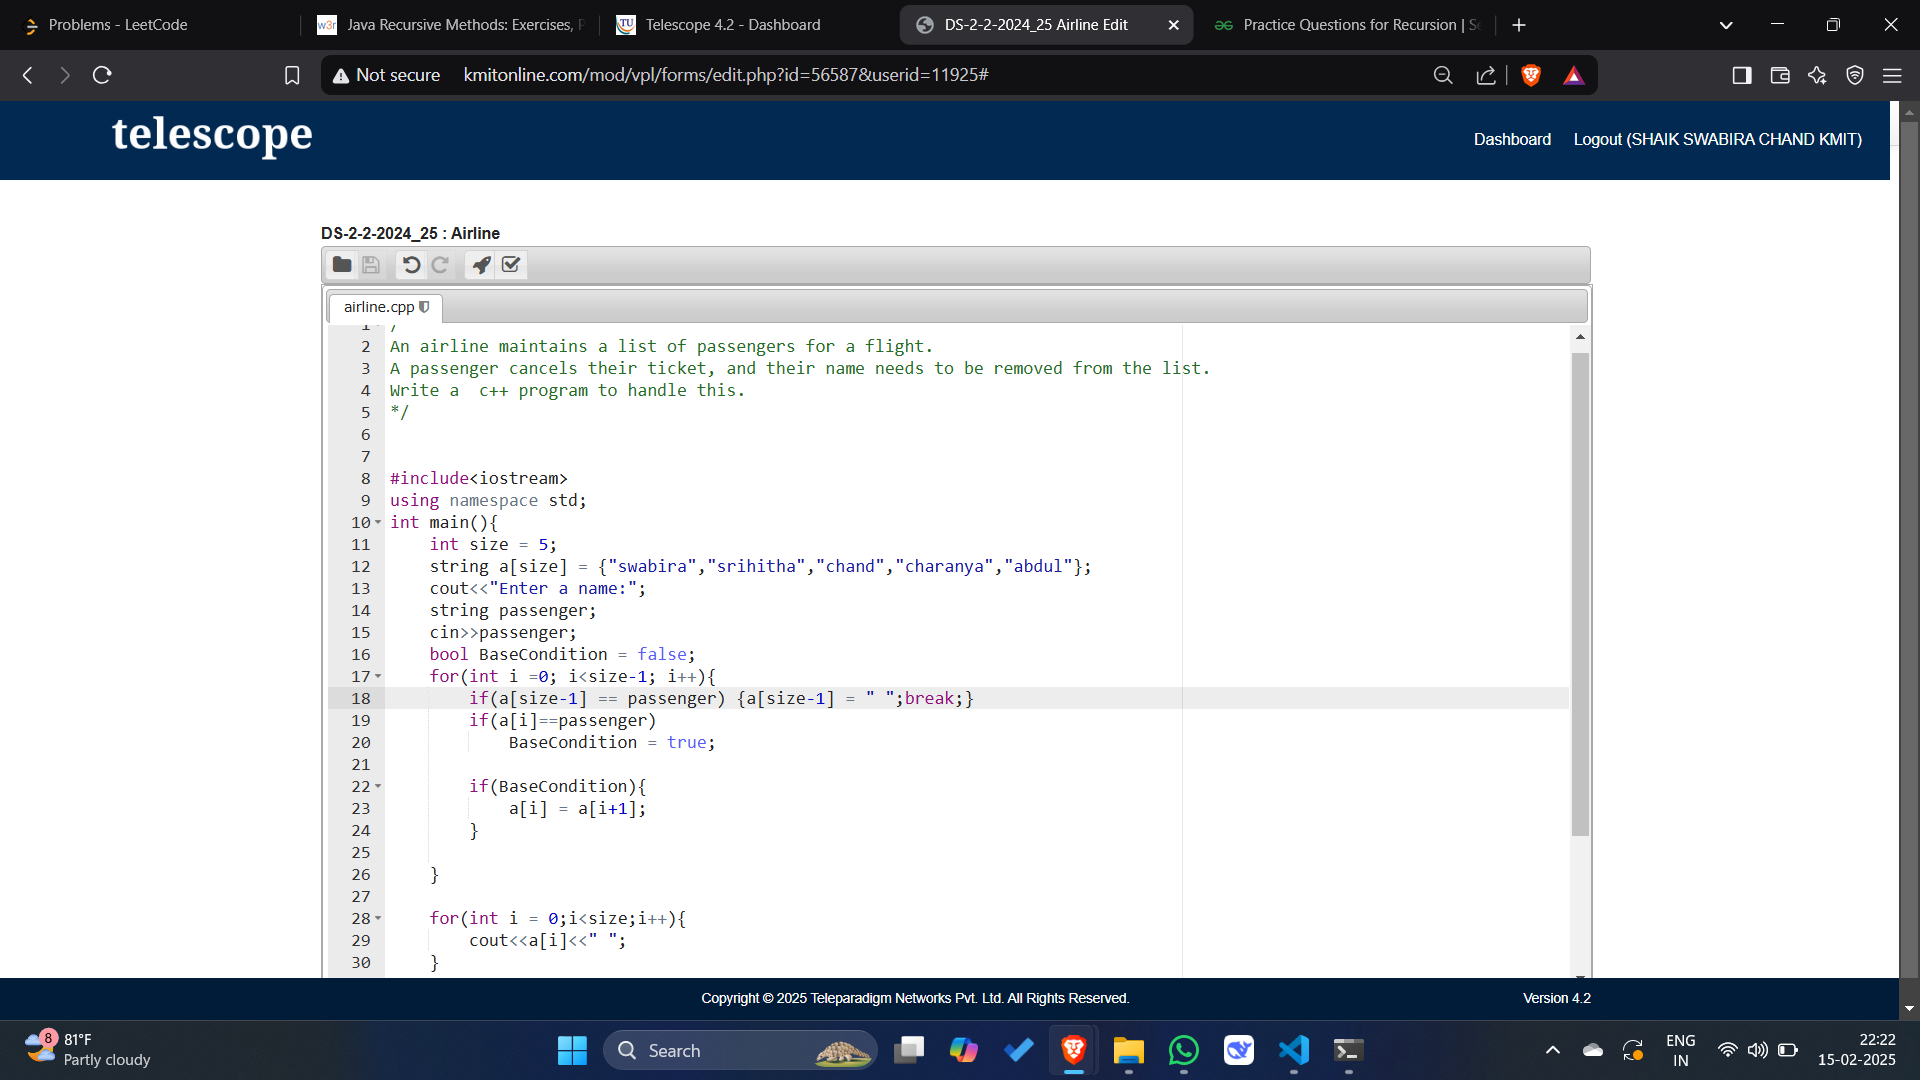 Problems - LeetCode
w3r Java Recursive Methods: Exercises, P
TU Telescope 4.2 - Dashboard
DS-2-2-2024_25 Airline Edit
Practice Questions for Recursion | Se
Not secure kmitonline.com/mod/vpl/forms/edit.php?id=56587&userid=11925#
telescope
Dashboard Logout (SHAIK SWABIRA CHAND KMIT)
DS-2-2-2024_25 : Airline
airline.cpp
1 /
2 An airline maintains a list of passengers for a flight.
3 A passenger cancels their ticket, and their name needs to be removed from the list.
4 Write a  c++ program to handle this.
5 */
6
7
8 #include<iostream>
9 using namespace std;
10 int main(){
11     int size = 5;
12     string a[size] = {"swabira","srihitha","chand","charanya","abdul"};
13     cout<<"Enter a name:";
14     string passenger;
15     cin>>passenger;
16     bool BaseCondition = false;
17     for(int i =0; i<size-1; i++){
18         if(a[size-1] == passenger) {a[size-1] = " ";break;}
19         if(a[i]==passenger)
20             BaseCondition = true;
21
22         if(BaseCondition){
23             a[i] = a[i+1];
24         }
25
26     }
27
28     for(int i = 0;i<size;i++){
29         cout<<a[i]<<" ";
30     }
Copyright © 2025 Teleparadigm Networks Pvt. Ltd. All Rights Reserved.
Version 4.2
8 81°F
Partly cloudy
Search
ENG
IN
22:22
15-02-2025